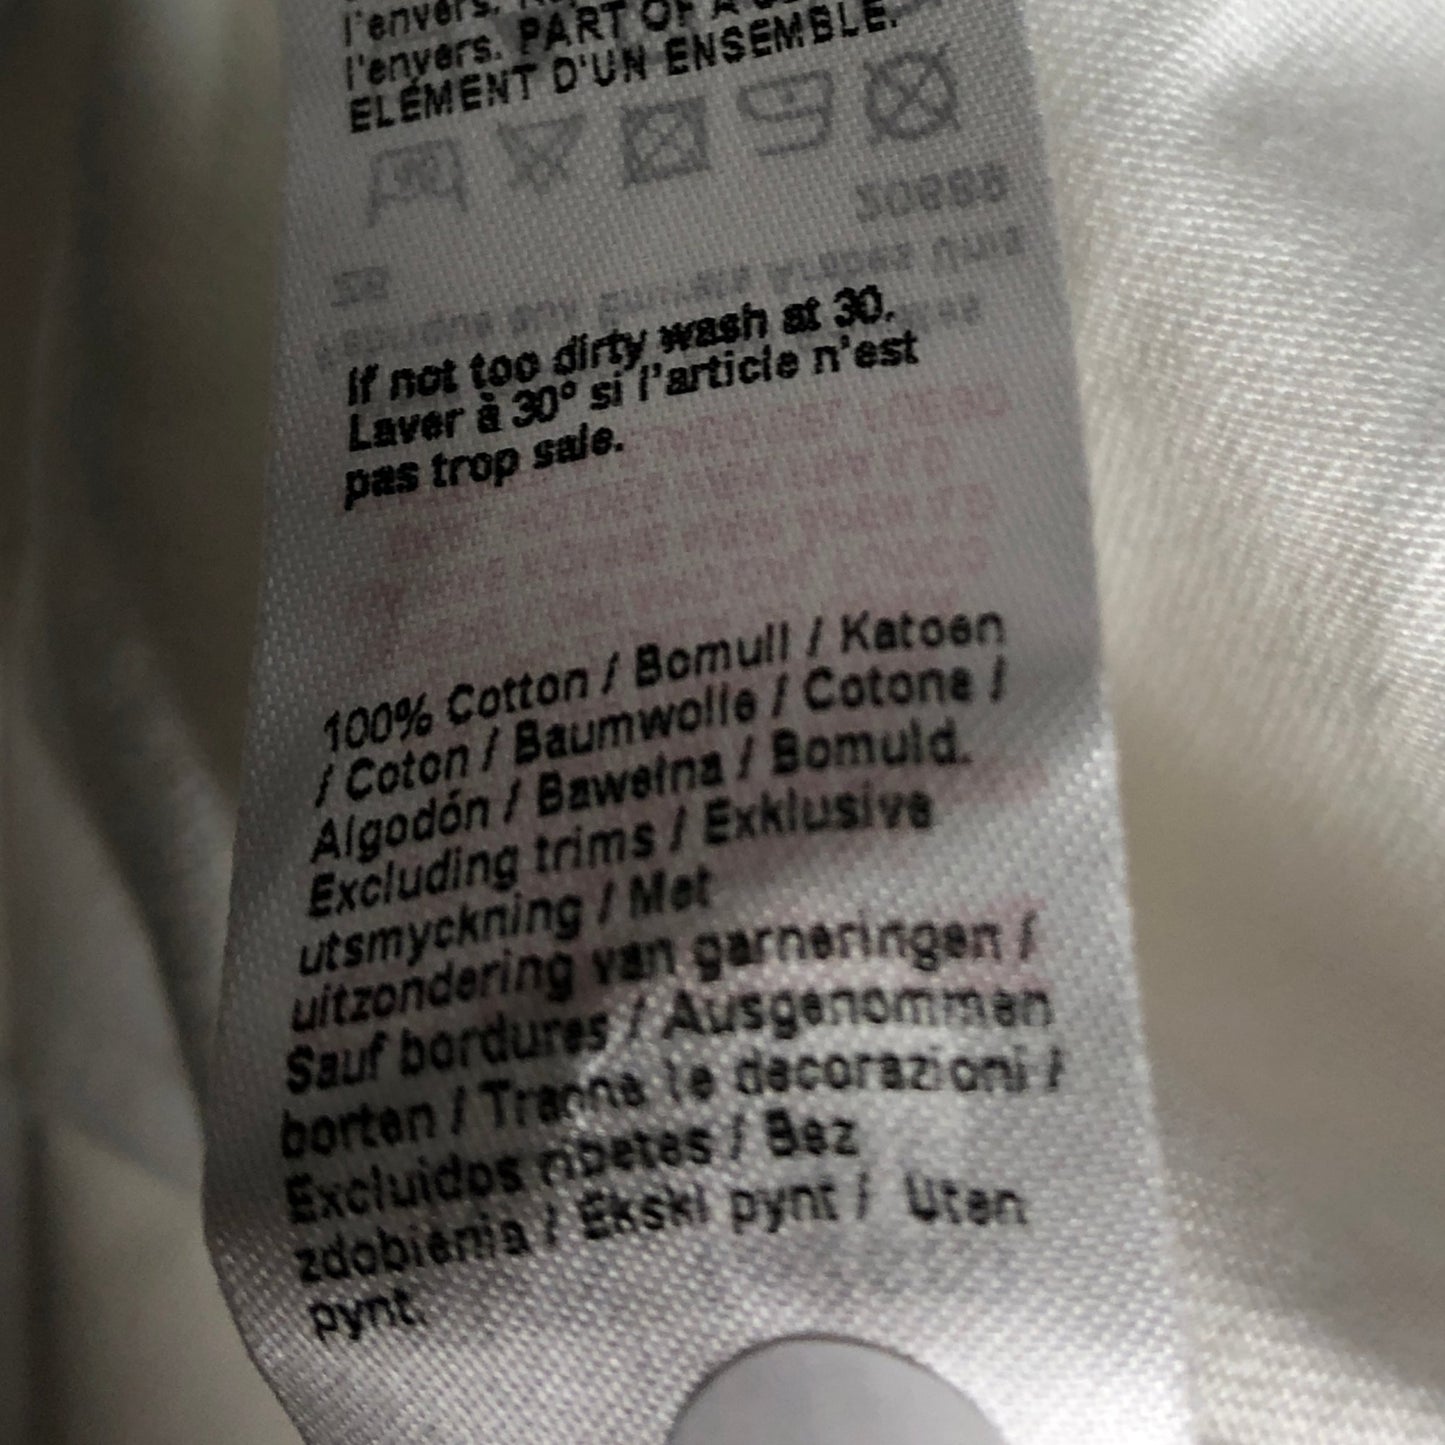 l'envers.
l'envers. PART OF A
ELÉMENT D'UN ENSEMBLE.
If not too dirty wash at 30.
Laver à 30° si l'article n'est
pas trop sale.
100% Cotton / Bomull / Katoen
/ Coton / Baumwolle / Cotone /
Algodón / Bawełna / Bomuld.
Excluding trims / Exklusive
utsmyckning / Met
uitzondering van garneringen /
Sauf bordures / Ausgenommen
borten / Tranne le decorazioni /
Excluidos ribetes / Bez
zdobienia / Ekskl pynt / Uten
pynt.